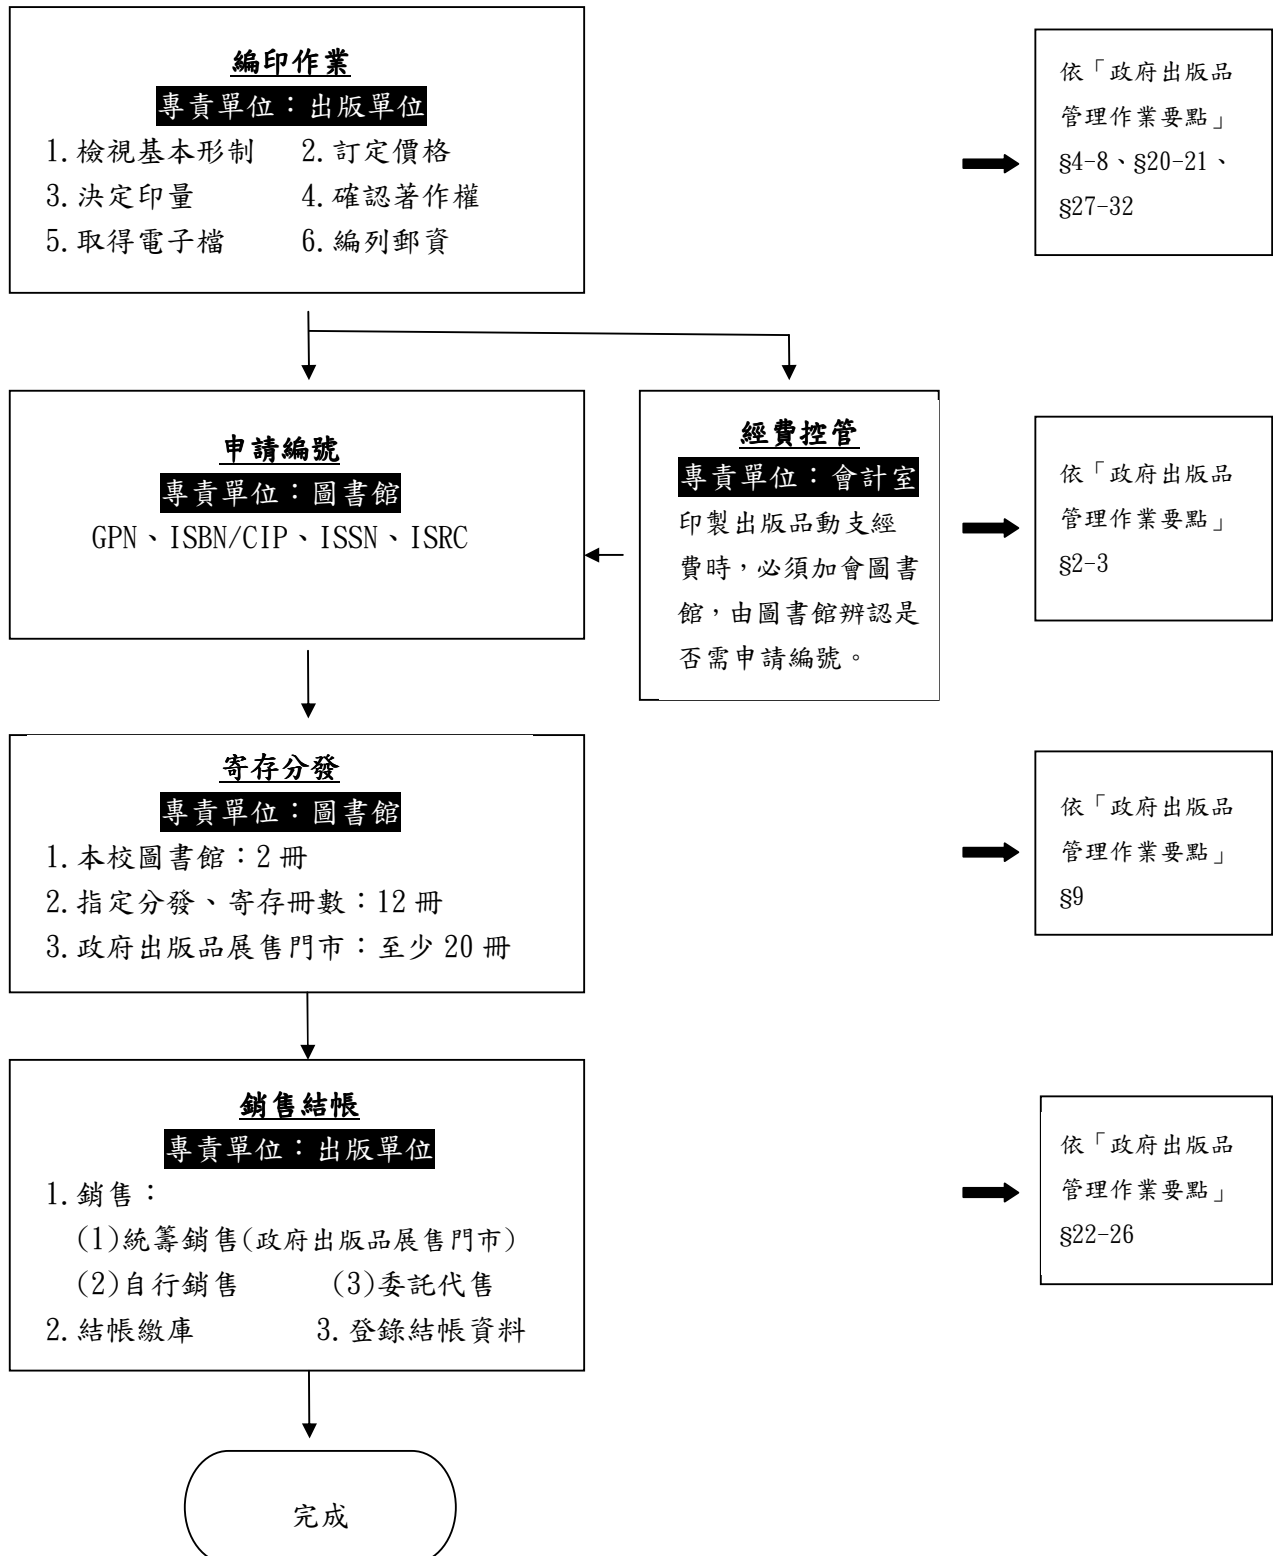 編印作業
專責單位：出版單位
1.檢視基本形制 2.訂定價格
3.決定印量 4.確認著作權
5.取得電子檔 6.編列郵資
依「政府出版品
管理作業要點」
§4-8、§20-21、
§27-32
申請編號
專責單位：圖書館
GPN、ISBN/CIP、ISSN、ISRC
經費控管
專責單位：會計室
印製出版品動支經
費時，必須加會圖書
館，由圖書館辨認是
否需申請編號。
依「政府出版品
管理作業要點」
§2-3
寄存分發
專責單位：圖書館
1.本校圖書館：2 冊
2.指定分發、寄存冊數：12 冊
3.政府出版品展售門市：至少 20 冊
依「政府出版品
管理作業要點」
§9
銷售結帳
專責單位：出版單位
1.銷售：
(1)統籌銷售(政府出版品展售門市)
(2)自行銷售 (3)委託代售
2.結帳繳庫 3.登錄結帳資料
依「政府出版品
管理作業要點」
§22-26
完成